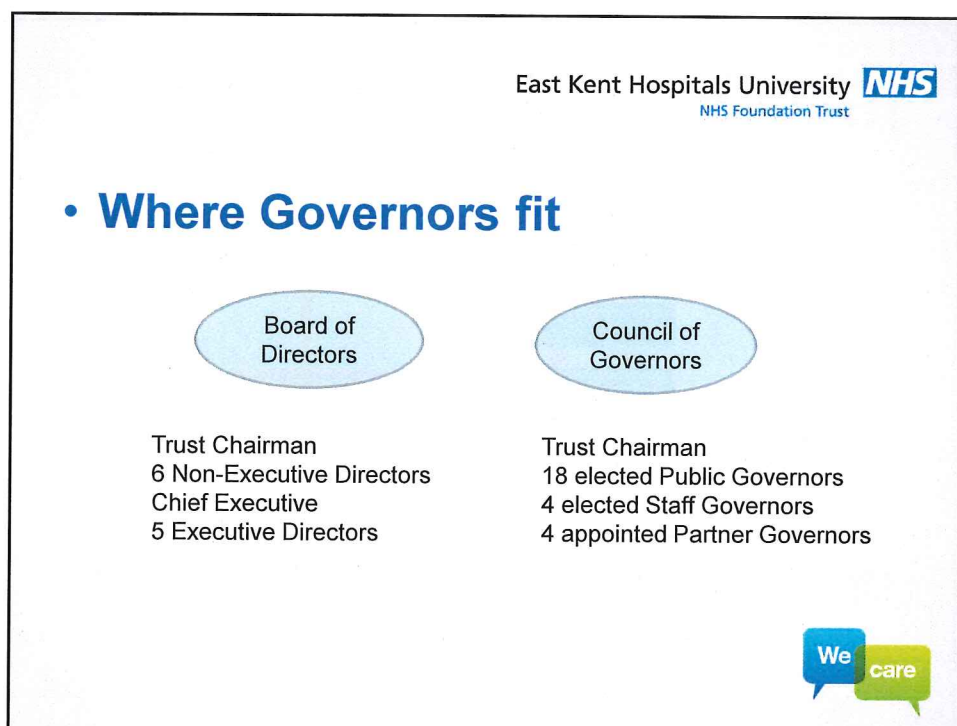 East Kent Hospitals University NHS
NHS Foundation Trust
• Where Governors fit
Board of
Directors
Council of
Governors
Trust Chairman
6 Non-Executive Directors
Chief Executive
5 Executive Directors
Trust Chairman
18 elected Public Governors
4 elected Staff Governors
4 appointed Partner Governors
We
care